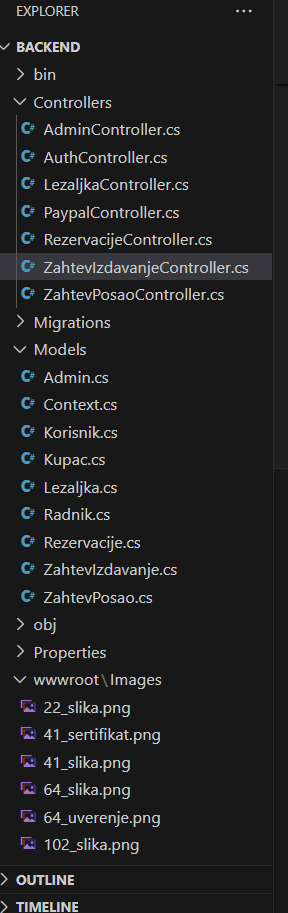 EXPLORER ...
BACKEND
bin
Controllers
C# AdminController.cs
C# AuthController.cs
C# LezaljkaController.cs
C# PaypalController.cs
C# RezervacijeController.cs
C# ZahtevIzdavanjeController.cs
C# ZahtevPosaoController.cs
Migrations
Models
C# Admin.cs
C# Context.cs
C# Korisnik.cs
C# Kupac.cs
C# Lezaljka.cs
C# Radnik.cs
C# Rezervacije.cs
C# ZahtevIzdavanje.cs
C# ZahtevPosao.cs
obj
Properties
wwwroot\Images
22_slika.png
41_sertifikat.png
41_slika.png
64_slika.png
64_uverenje.png
102_slika.png
OUTLINE
TIMELINE